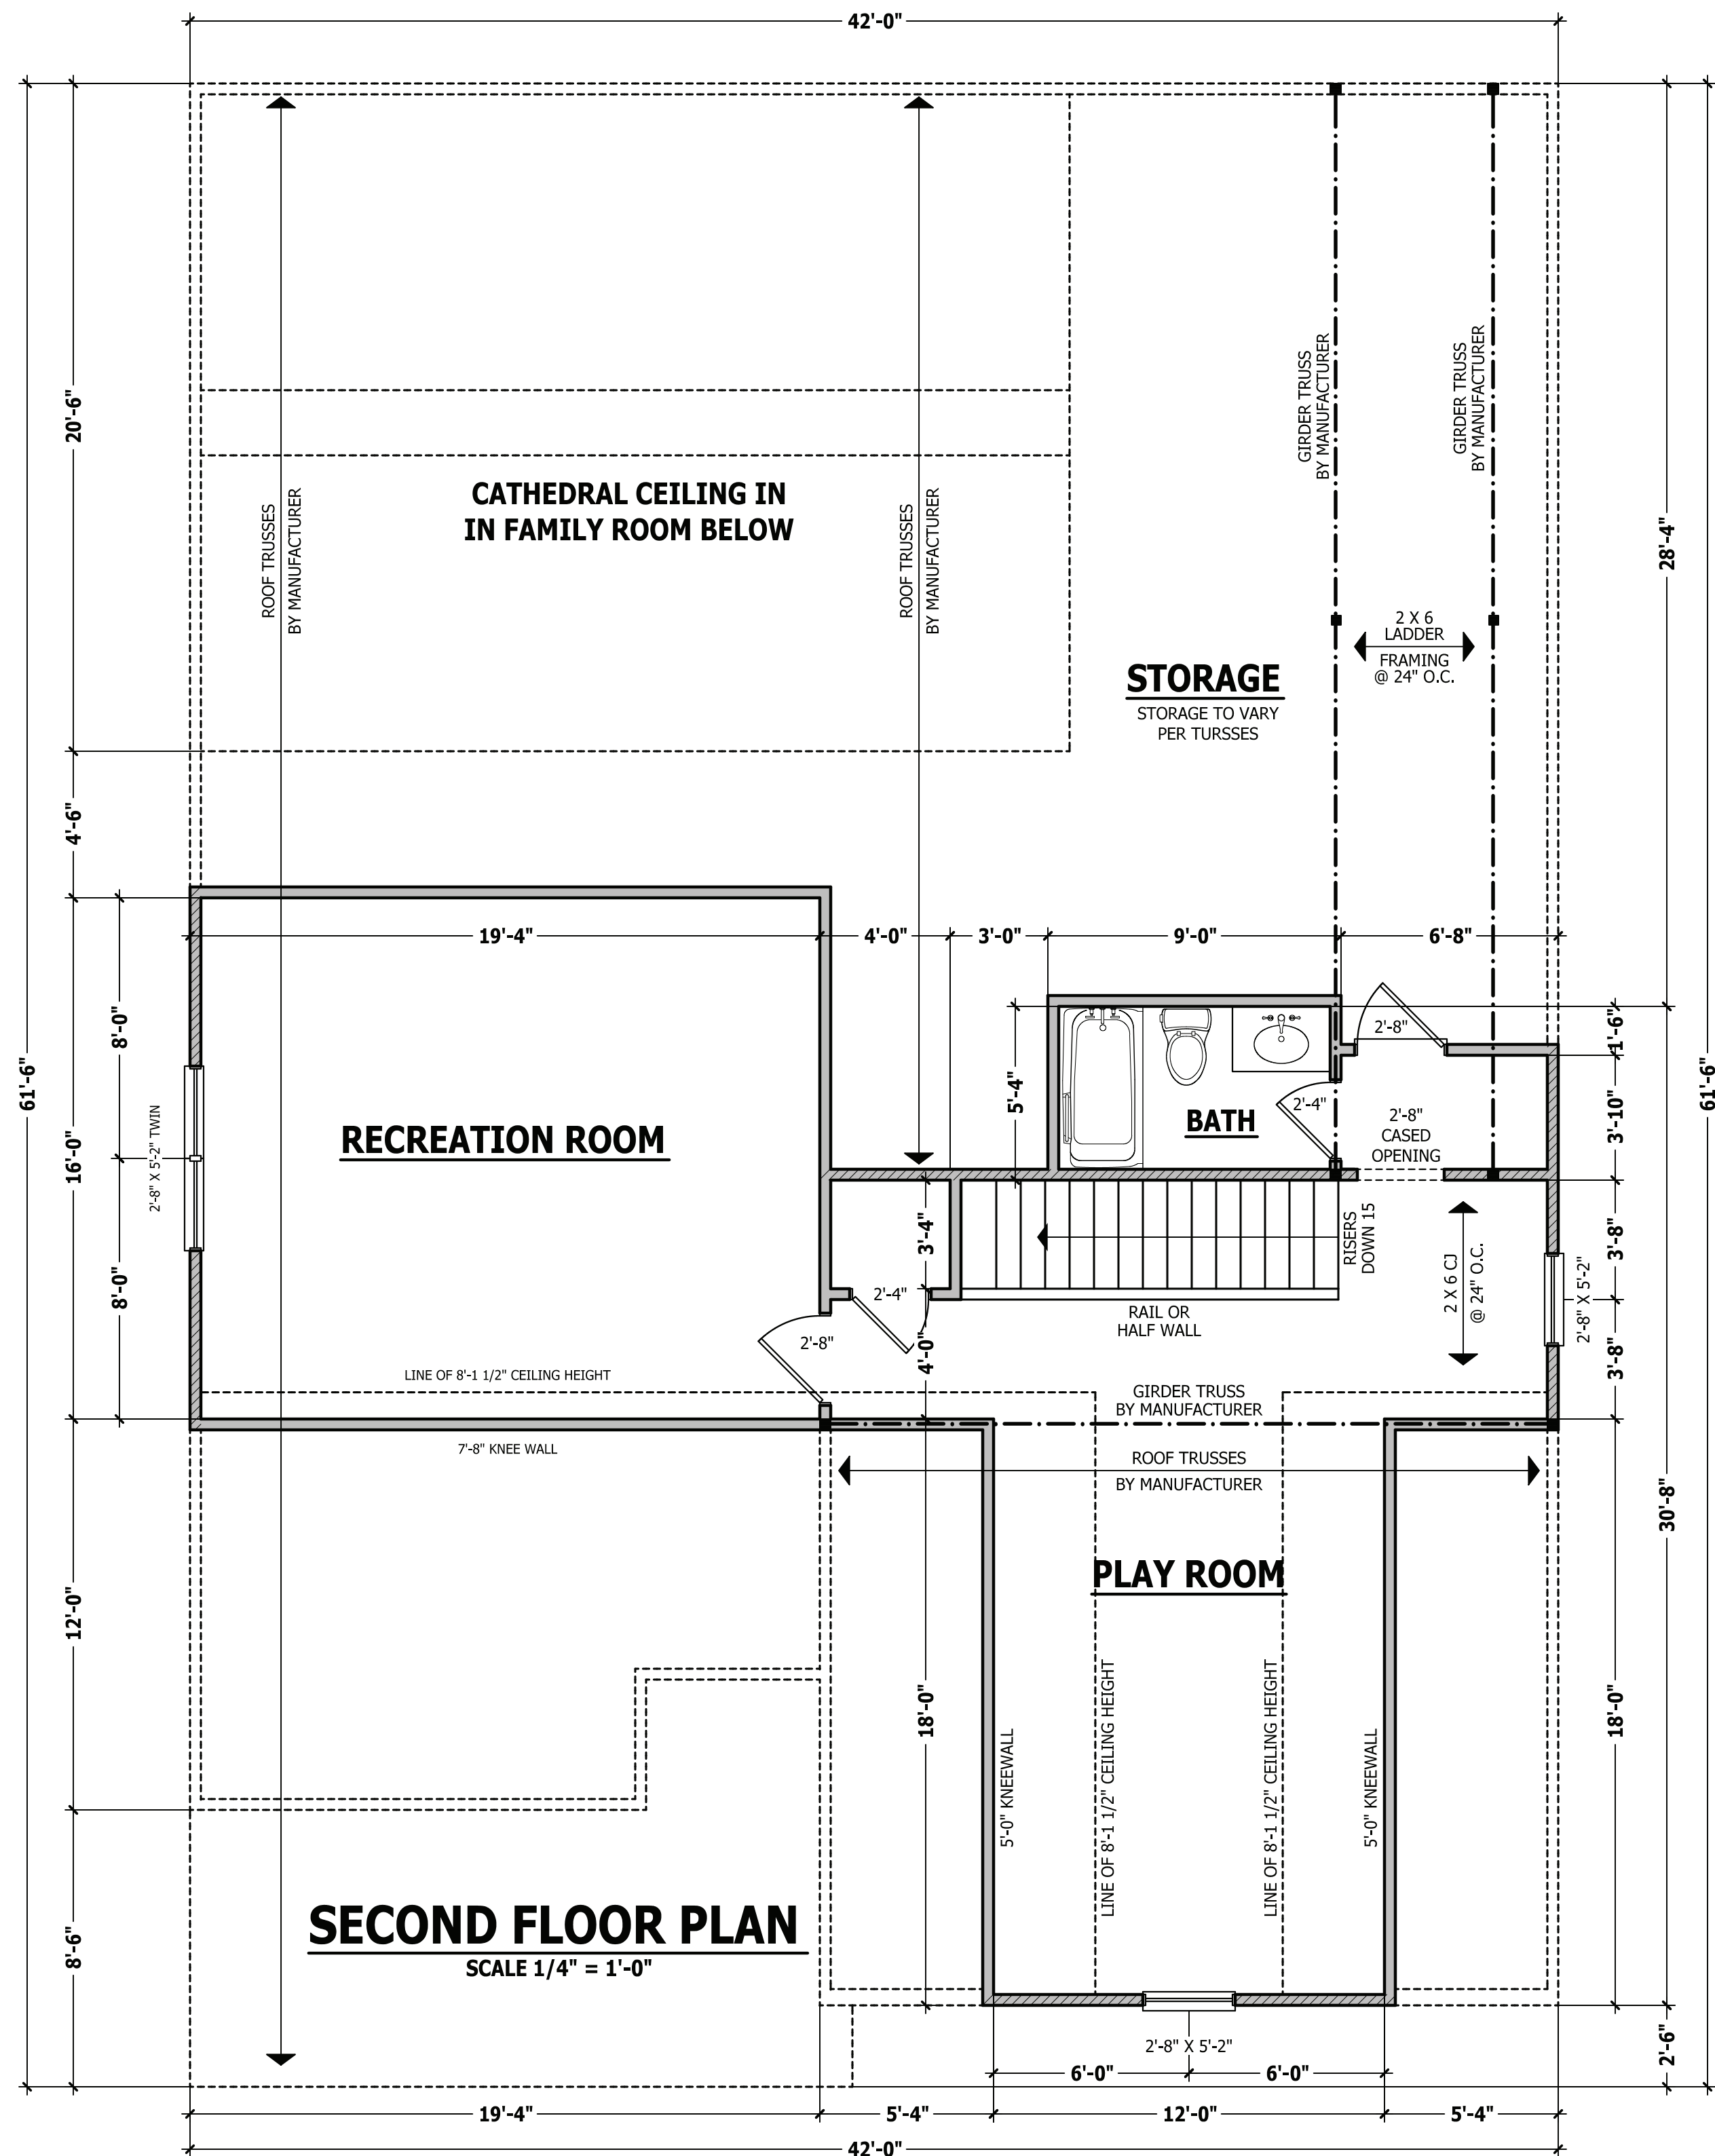 42'-0"
GIRDER TRUSS
BY MANUFACTURER
GIRDER TRUSS
BY MANUFACTURER
20'-6"
CATHEDRAL CEILING IN
IN FAMILY ROOM BELOW
ROOF TRUSSES
BY MANUFACTURER
ROOF TRUSSES
BY MANUFACTURER
28'-4"
2 X 6
LADDER
FRAMING
@ 24" O.C.
STORAGE
STORAGE TO VARY
PER TURSSES
4'-6"
19'-4"
4'-0"
3'-0"
9'-0"
6'-8"
61'-6"
16'-0"
8'-0"
8'-0"
2'-8" X 5'-2" TWIN
RECREATION ROOM
5'-4"
BATH
2'-4"
2'-8"
2'-8"
CASED
OPENING
1'-6"
3'-10"
61'-6"
3'-4"
2'-4"
2'-8"
4'-0"
RISERS
DOWN 15
2 X 6 CJ
@ 24" O.C.
2'-8" X 5'-2"
3'-8"
3'-8"
RAIL OR
HALF WALL
LINE OF 8'-1 1/2" CEILING HEIGHT
GIRDER TRUSS
BY MANUFACTURER
7'-8" KNEE WALL
ROOF TRUSSES
BY MANUFACTURER
30'-8"
12'-0"
PLAY ROOM
18'-0"
5'-0" KNEEWALL
LINE OF 8'-1 1/2" CEILING HEIGHT
LINE OF 8'-1 1/2" CEILING HEIGHT
5'-0" KNEEWALL
18'-0"
SECOND FLOOR PLAN
SCALE 1/4" = 1'-0"
8'-6"
2'-8" X 5'-2"
2'-6"
6'-0"
6'-0"
19'-4"
5'-4"
12'-0"
5'-4"
42'-0"